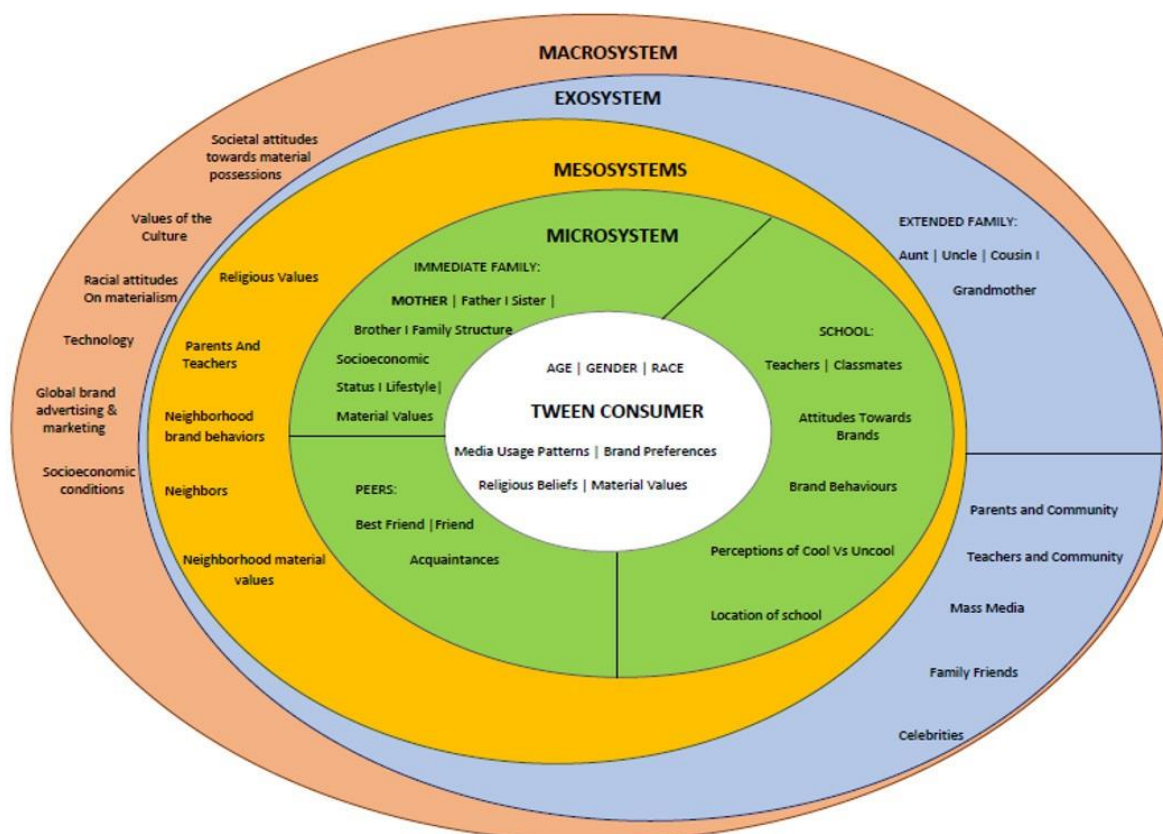 MACROSYSTEM
EXOSYSTEM
MESOSYSTEMS
MICROSYSTEM
Societal attitudes
towards material
possessions
Values of the
Culture
Racial attitudes
On materialism
Technology
Global brand
advertising &
marketing
Socioeconomic
conditions
Religious Values
Parents And
Teachers
Neighborhood
brand behaviors
Neighbors
Neighborhood material
values
IMMEDIATE FAMILY:
MOTHER | Father I Sister |
Brother I Family Structure
Socioeconomic
Status I Lifestyle|
Material Values
PEERS:
Best Friend |Friend
Acquaintances
AGE | GENDER | RACE
TWEEN CONSUMER
Media Usage Patterns | Brand Preferences
Religious Beliefs | Material Values
SCHOOL:
Teachers | Classmates
Attitudes Towards
Brands
Brand Behaviours
Perceptions of Cool Vs Uncool
Location of school
EXTENDED FAMILY:
Aunt | Uncle | Cousin I
Grandmother
Parents and Community
Teachers and Community
Mass Media
Family Friends
Celebrities